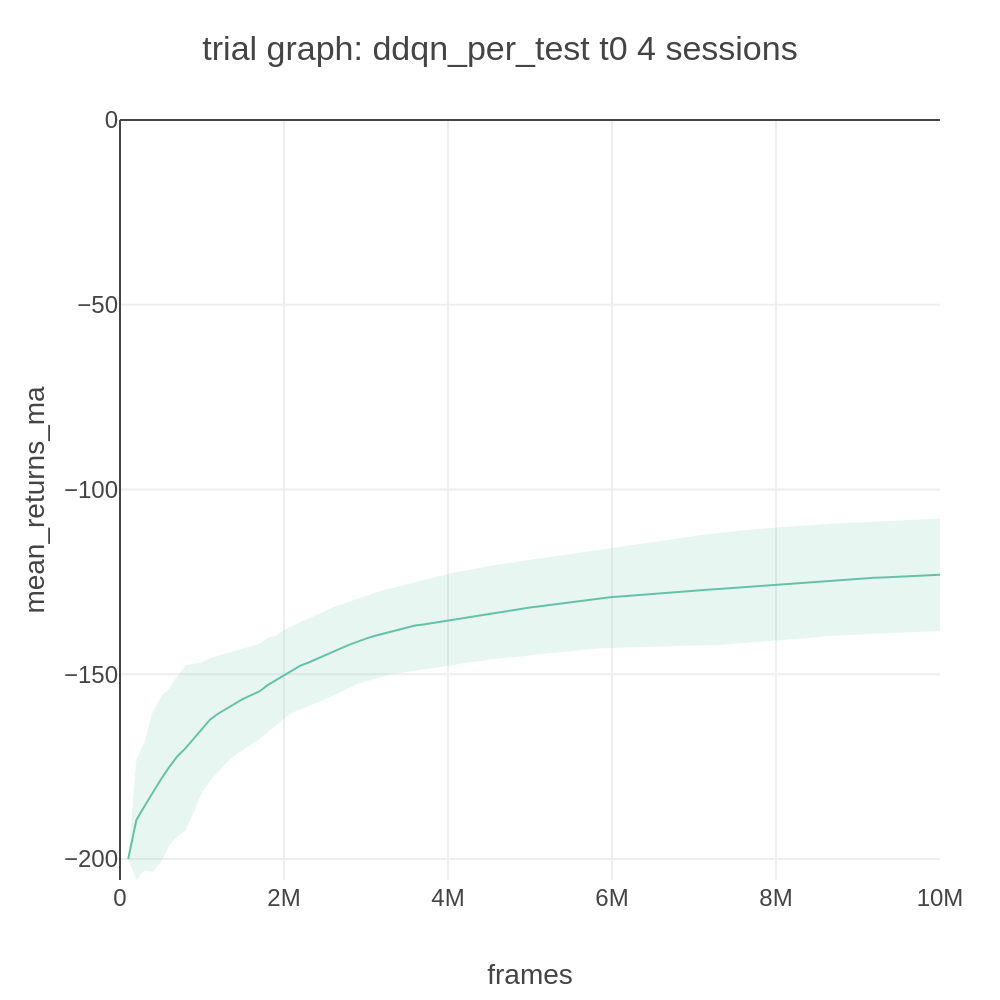 trial graph: ddqn_per_test t0 4 sessions
mean_returns_ma
0
−50
−100
−150
−200
0
2M
4M
6M
8M
10M
frames